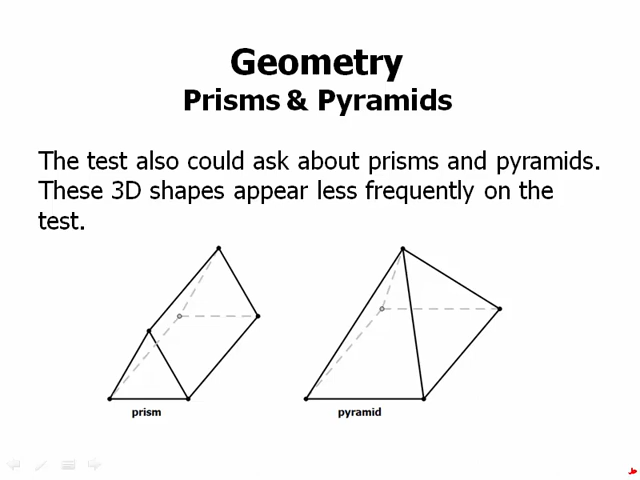 Geometry
Prisms & Pyramids
The test also could ask about prisms and pyramids.
These 3D shapes appear less frequently on the
test.
prism
pyramid